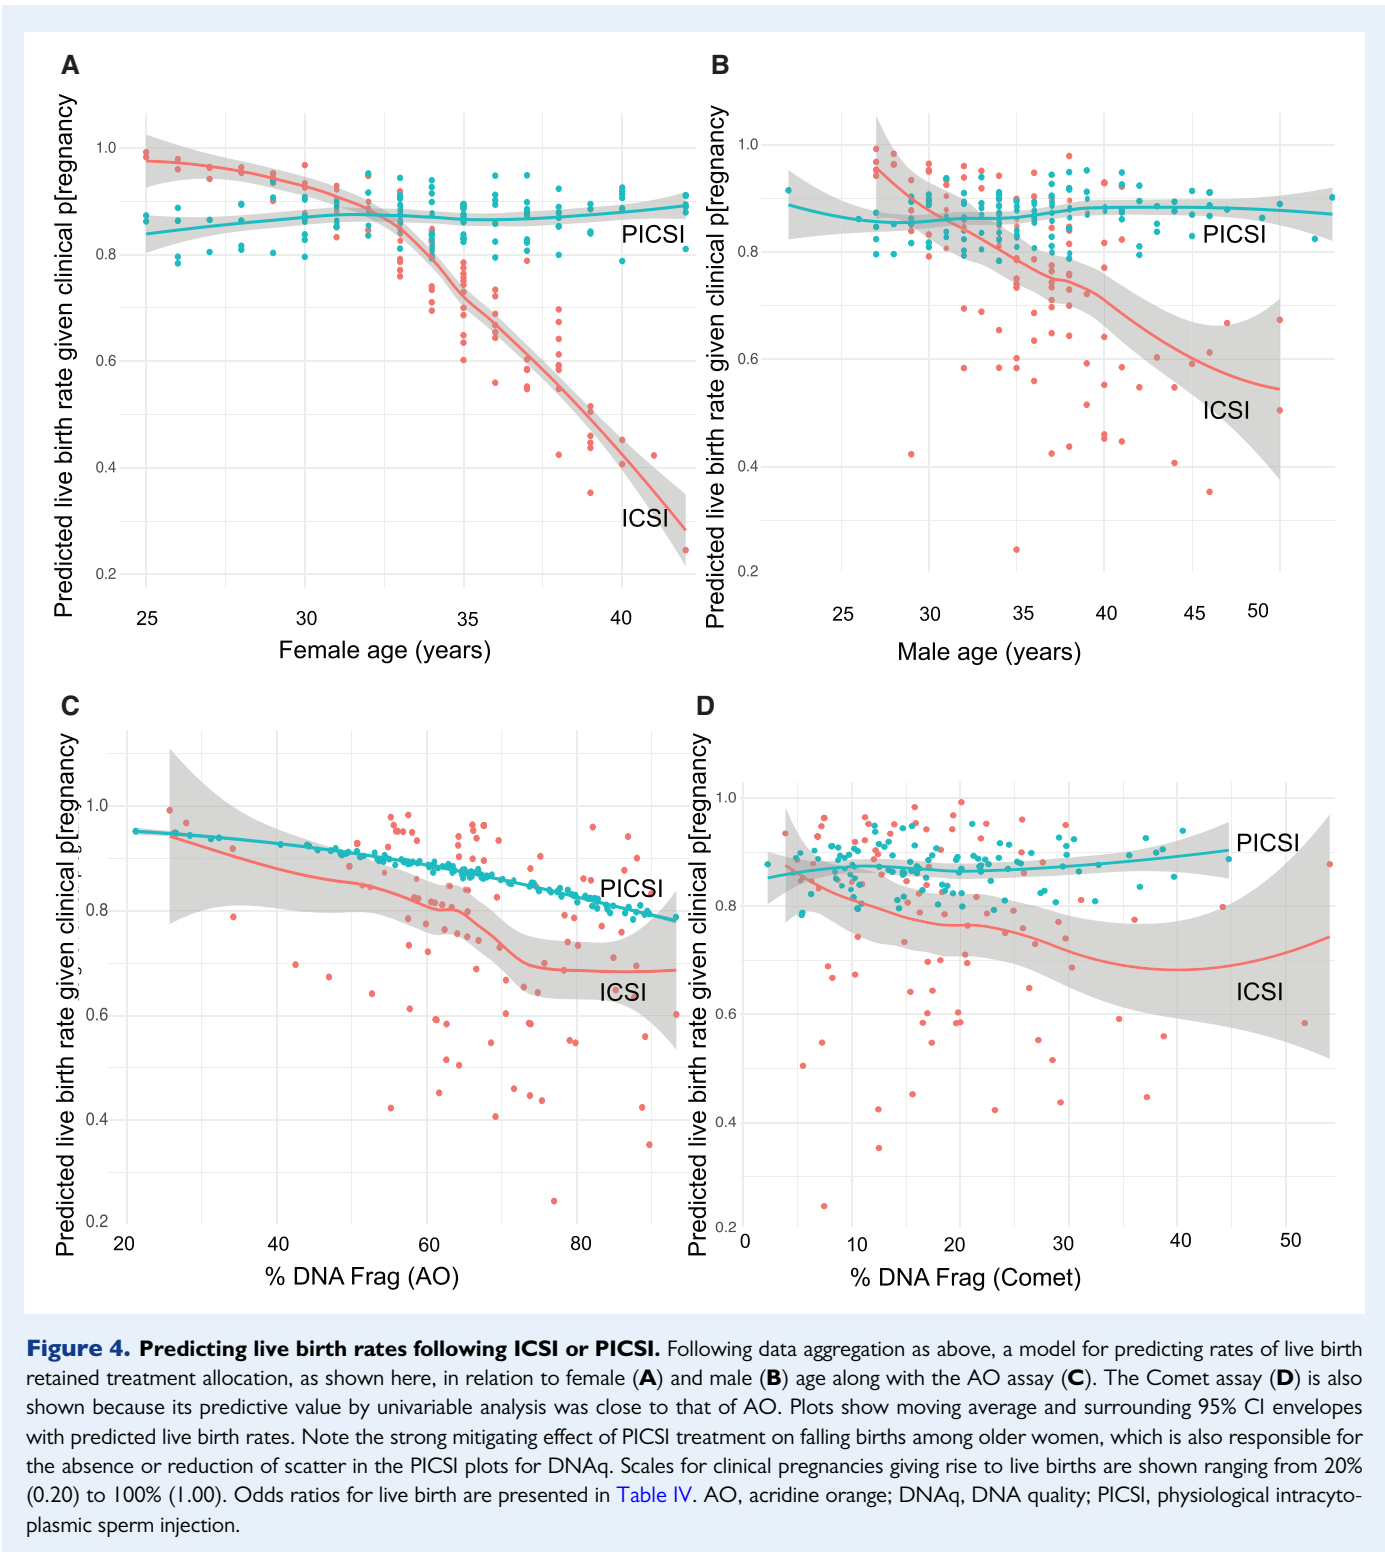 A
Predicted live birth rate given clinical p[regnancy
1.0
0.8
0.6
0.4
0.2
PICSI
ICSI
25 30 35 40
Female age (years)
B
Predicted live birth rate given clinical p[regnancy
1.0
0.8
0.6
0.4
0.2
PICSI
ICSI
25 30 35 40 45 50
Male age (years)
C
Predicted live birth rate given clinical p[regnancy
1.0
0.8
0.6
0.4
0.2
PICSI
ICSI
20 40 60 80
% DNA Frag (AO)
D
Predicted live birth rate given clinical p[regnancy
1.0
0.8
0.6
0.4
0.2
PICSI
ICSI
0 10 20 30 40 50
% DNA Frag (Comet)
Figure 4. Predicting live birth rates following ICSI or PICSI. Following data aggregation as above, a model for predicting rates of live birth
retained treatment allocation, as shown here, in relation to female (A) and male (B) age along with the AO assay (C). The Comet assay (D) is also
shown because its predictive value by univariable analysis was close to that of AO. Plots show moving average and surrounding 95% CI envelopes
with predicted live birth rates. Note the strong mitigating effect of PICSI treatment on falling births among older women, which is also responsible for
the absence or reduction of scatter in the PICSI plots for DNAq. Scales for clinical pregnancies giving rise to live births are shown ranging from 20%
(0.20) to 100% (1.00). Odds ratios for live birth are presented in Table IV. AO, acridine orange; DNAq, DNA quality; PICSI, physiological intracyto-
plasmic sperm injection.